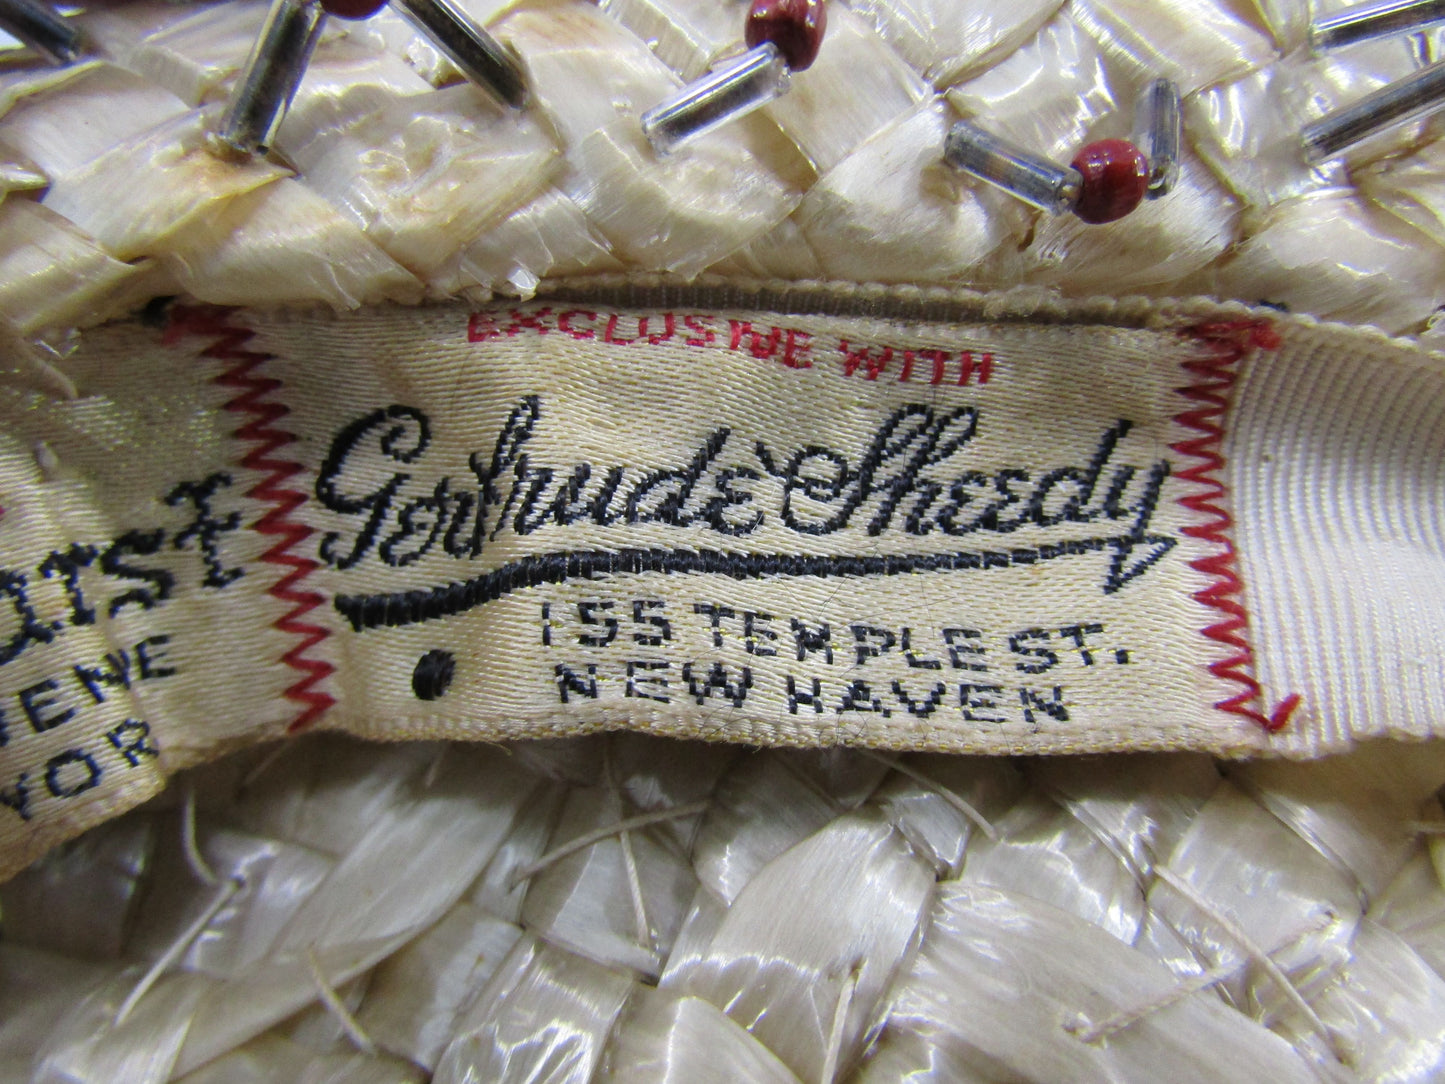 EXCLUSIVE WITH
Gertrude Sheedy
155 TEMPLE ST.
NEW HAVEN